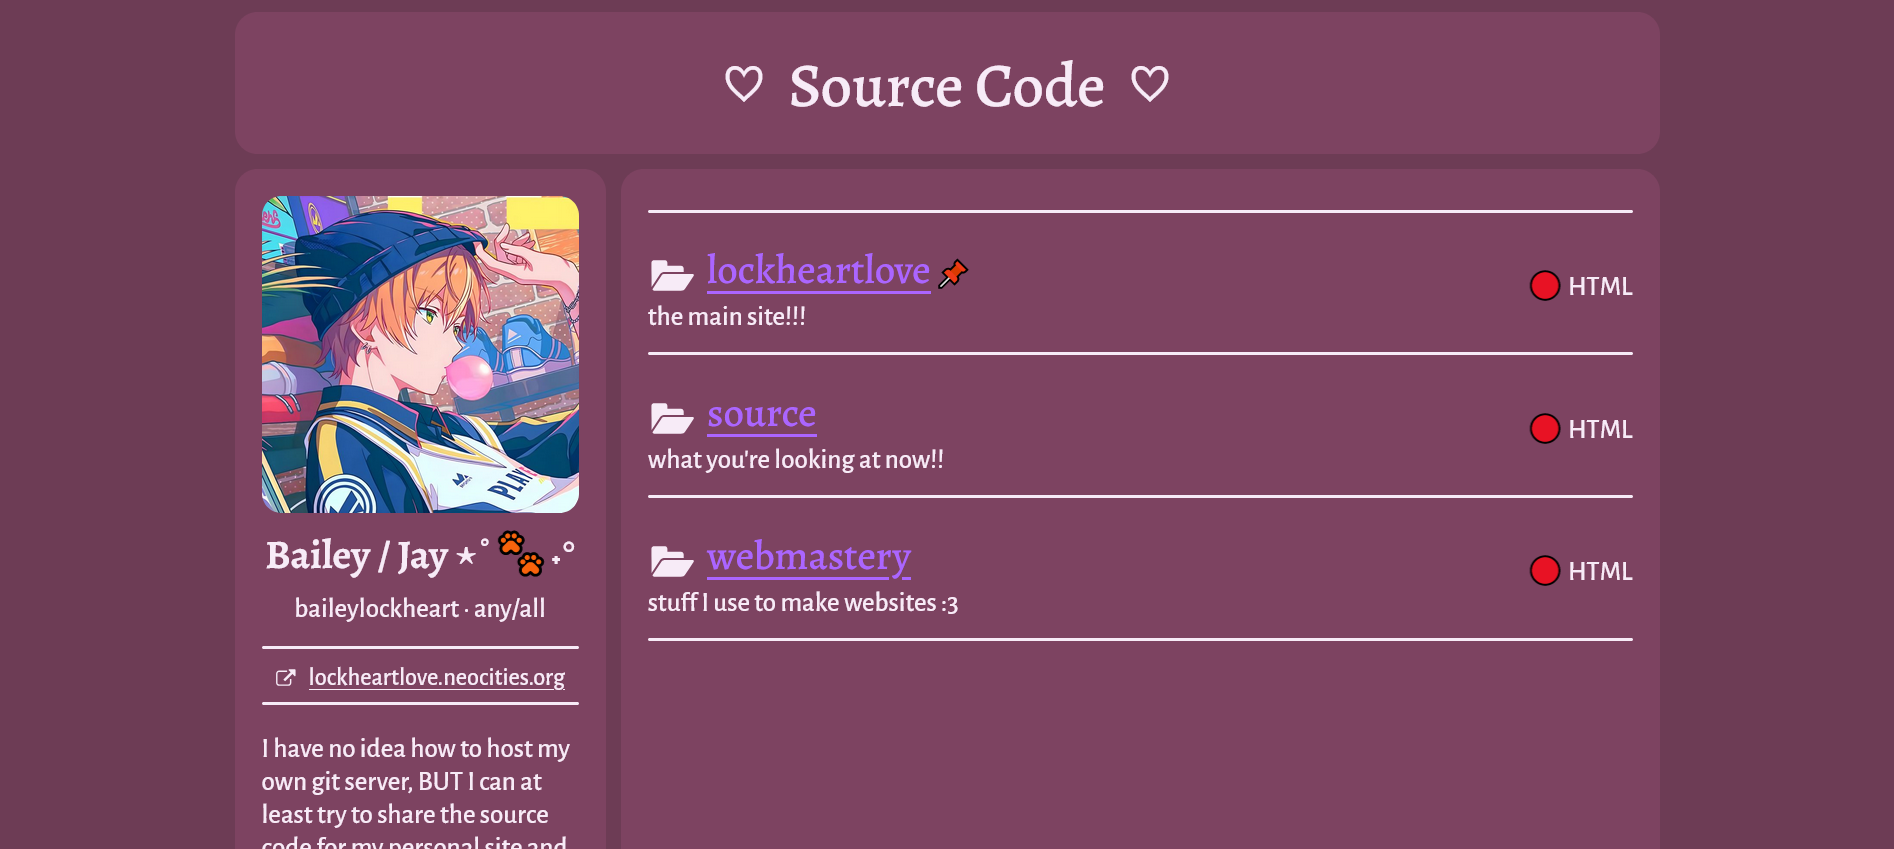 ♡ Source Code ♡
PLAY
Bailey / Jay ⋆˚🐾˖°
baileylockheart · any/all
lockheartlove.neocities.org
I have no idea how to host my
own git server, BUT I can at
least try to share the source
code for my personal site and
lockheartlove 📌
HTML
the main site!!!
source
HTML
what you're looking at now!!
webmastery
HTML
stuff I use to make websites :3